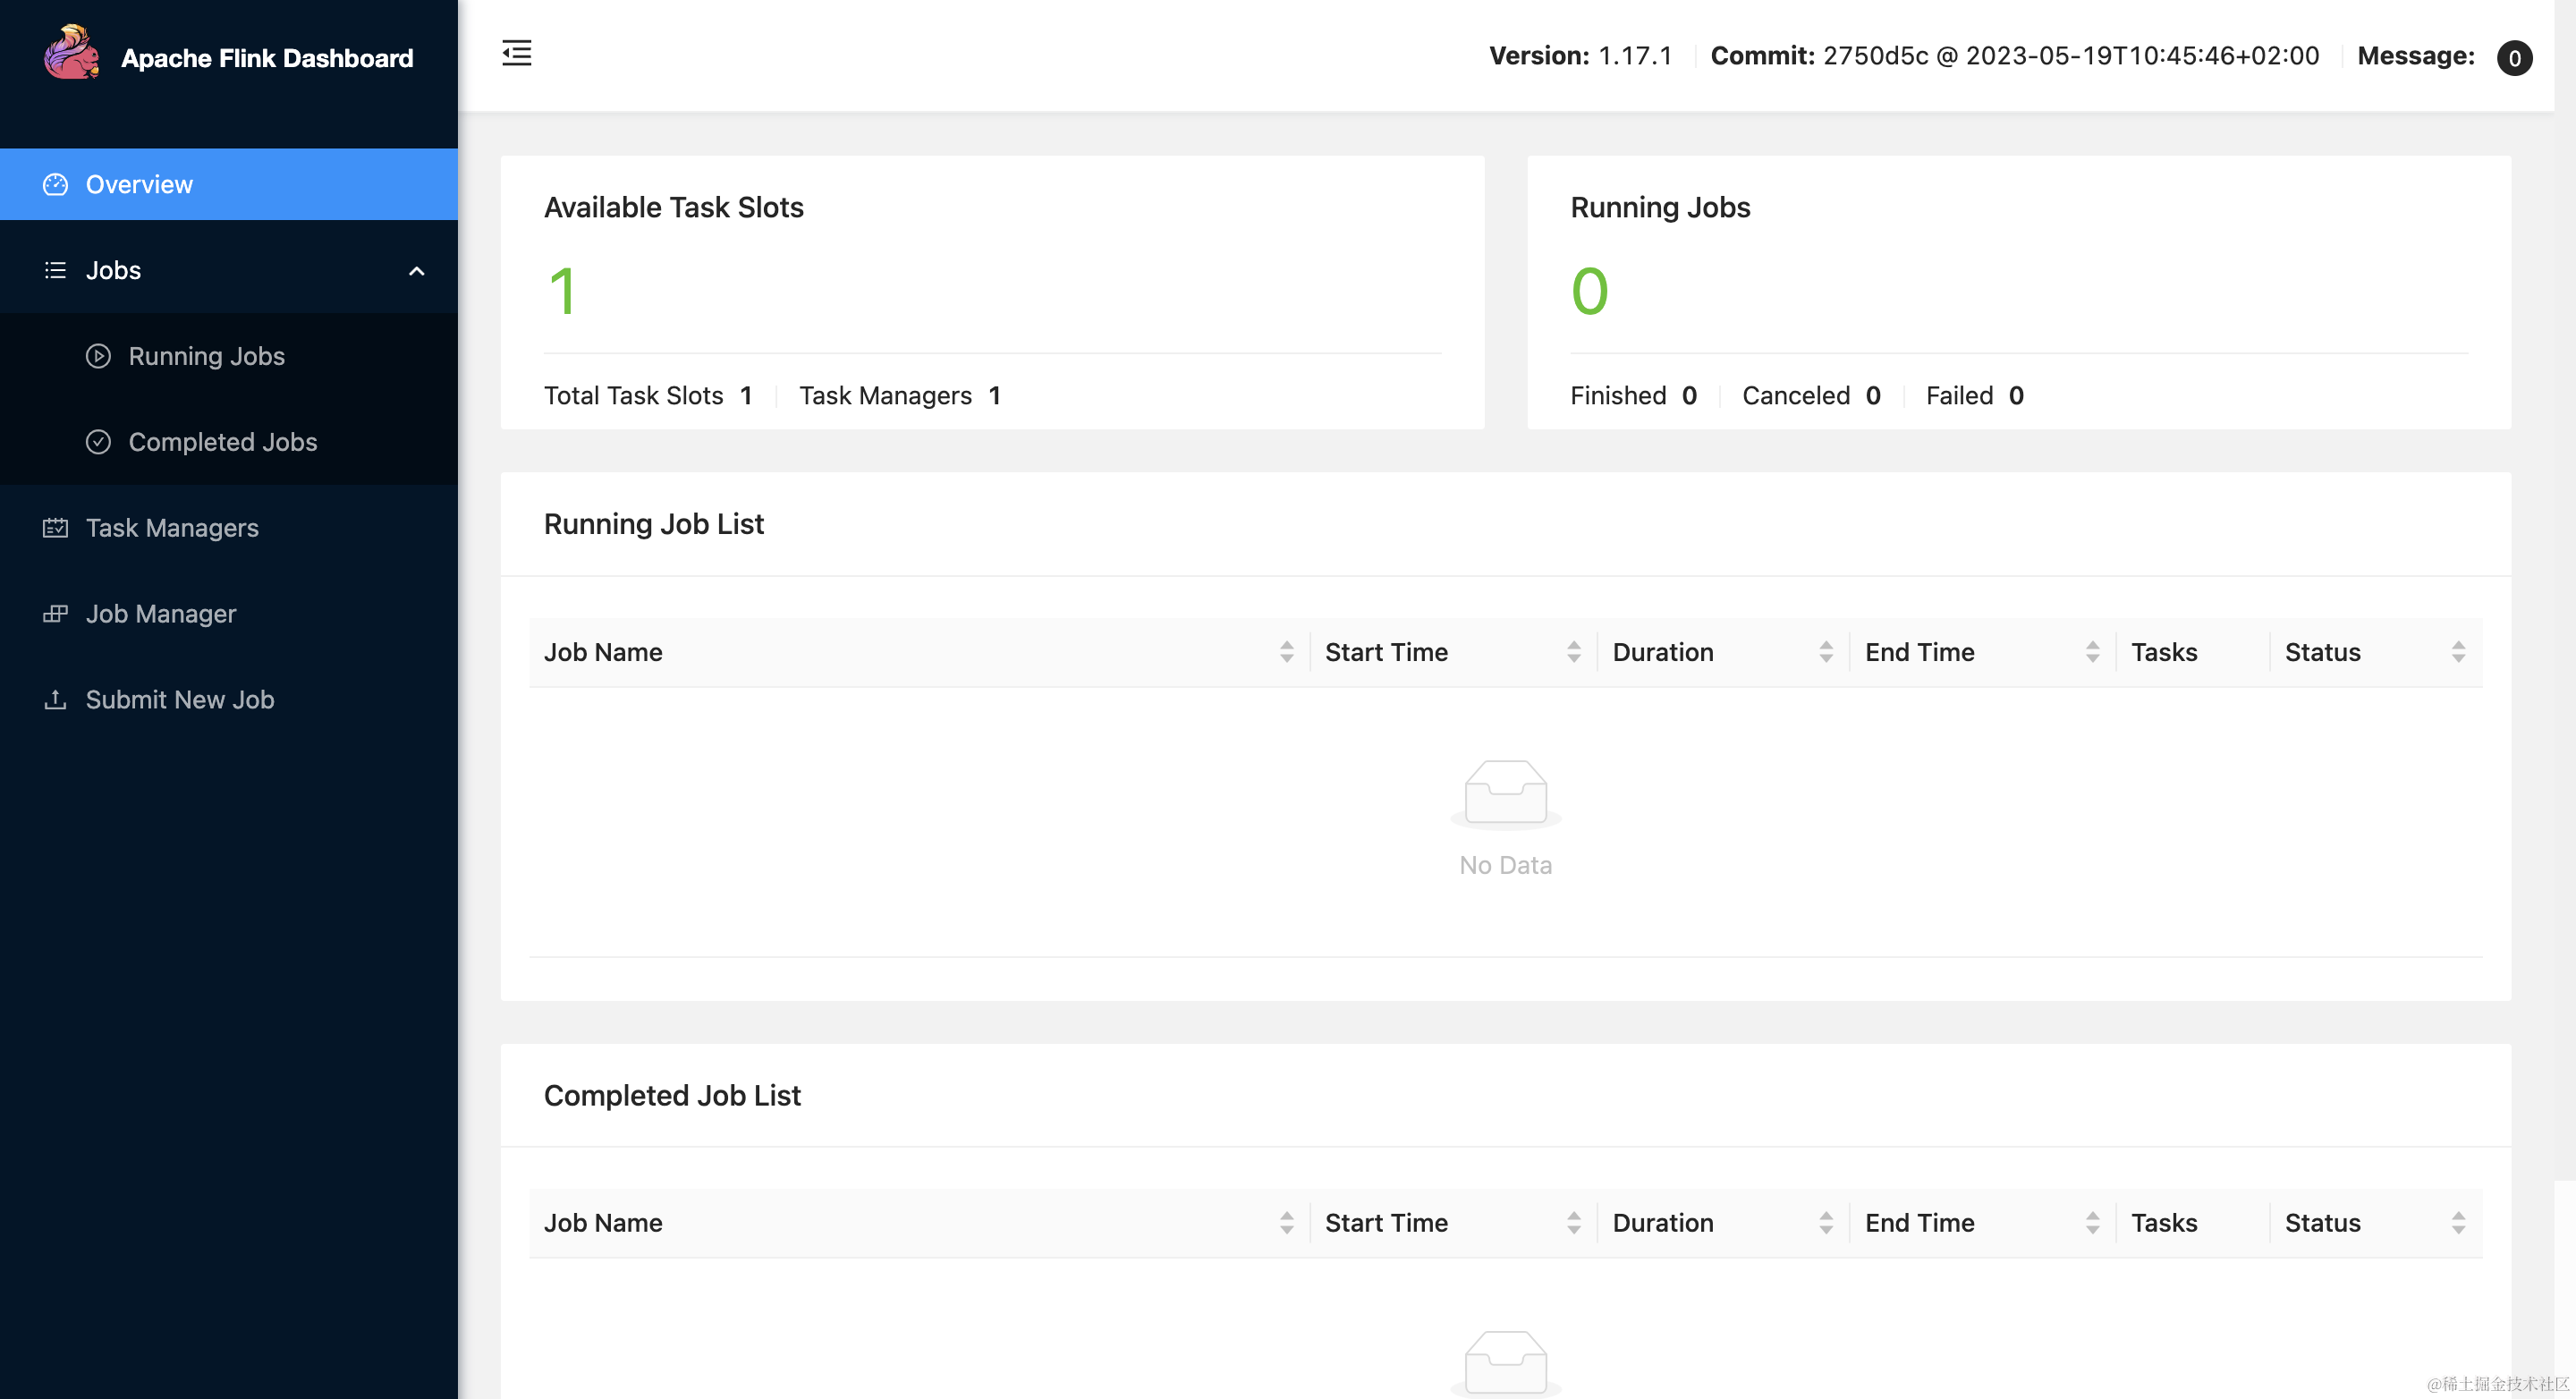 Apache Flink Dashboard
Version: 1.17.1 Commit: 2750d5c @ 2023-05-19T10:45:46+02:00 Message: 0
Overview
Jobs
Running Jobs
Completed Jobs
Task Managers
Job Manager
Submit New Job
Available Task Slots
1
Total Task Slots 1 Task Managers 1
Running Jobs
0
Finished 0 Canceled 0 Failed 0
Running Job List
Job Name Start Time Duration End Time Tasks Status
No Data
Completed Job List
Job Name Start Time Duration End Time Tasks Status
@稀土掘金技术社区